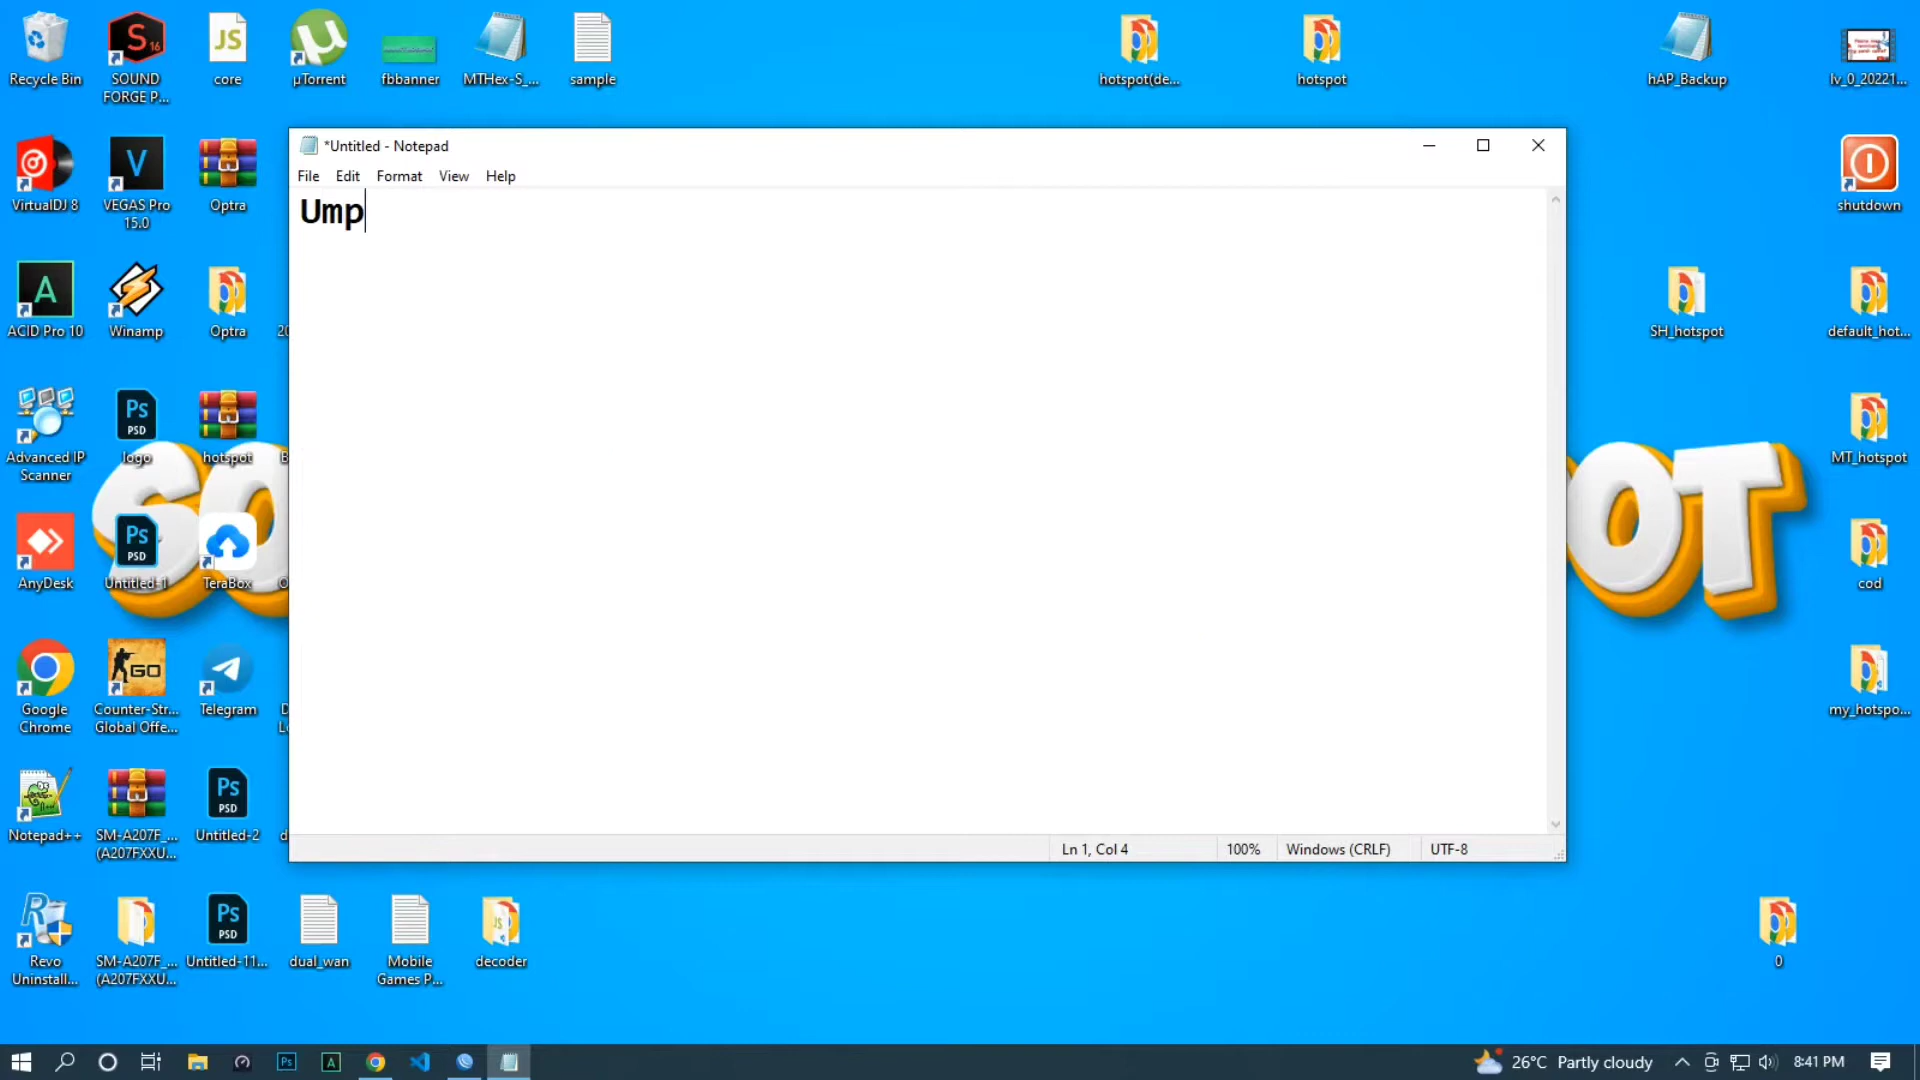 Recycle Bin
SOUND FORGE P...
core
µTorrent
fbbanner
MTHex-S_...
sample
hotspot(de...
hotspot
hAP_Backup
lv_0_20221...
*Untitled - Notepad
File Edit Format View Help
Ump
VirtualDJ 8
VEGAS Pro 15.0
Optra
shutdown
ACID Pro 10
Winamp
Optra
SH_hotspot
default_hot...
Advanced IP Scanner
logo
hotspot
MT_hotspot
SO
OT
AnyDesk
Untitled-1
TeraBox
cod
Google Chrome
Counter-Str... Global Offe...
Telegram
my_hotspo...
Notepad++
SM-A207F_... (A207FXXU...
Untitled-2
Ln 1, Col 4
100%
Windows (CRLF)
UTF-8
Revo Uninstall...
SM-A207F_... (A207FXXU...
Untitled-11...
dual_wan
Mobile Games P...
decoder
0
26°C Partly cloudy
8:41 PM